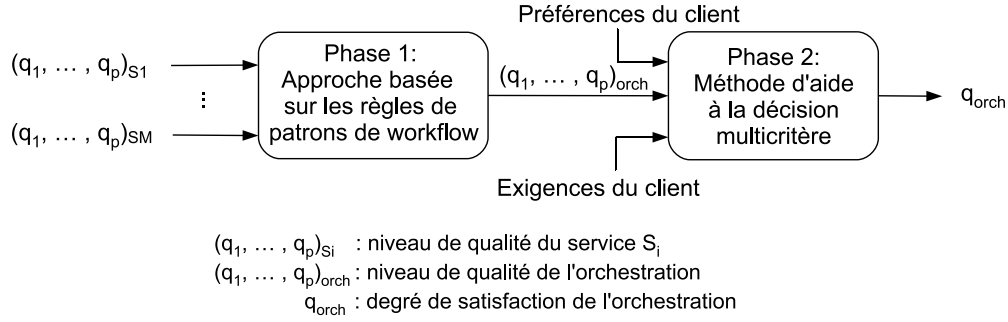 Préférences du client
(q1, ... , qp)S1
⋮
(q1, ... , qp)SM
Phase 1:
Approche basée
sur les règles de
patrons de workflow
(q1, ... , qp)orch
Phase 2:
Méthode d'aide
à la décision
multicritère
qorch
Exigences du client
(q1, ... , qp)Si : niveau de qualité du service Si
(q1, ... , qp)orch : niveau de qualité de l'orchestration
qorch : degré de satisfaction de l'orchestration